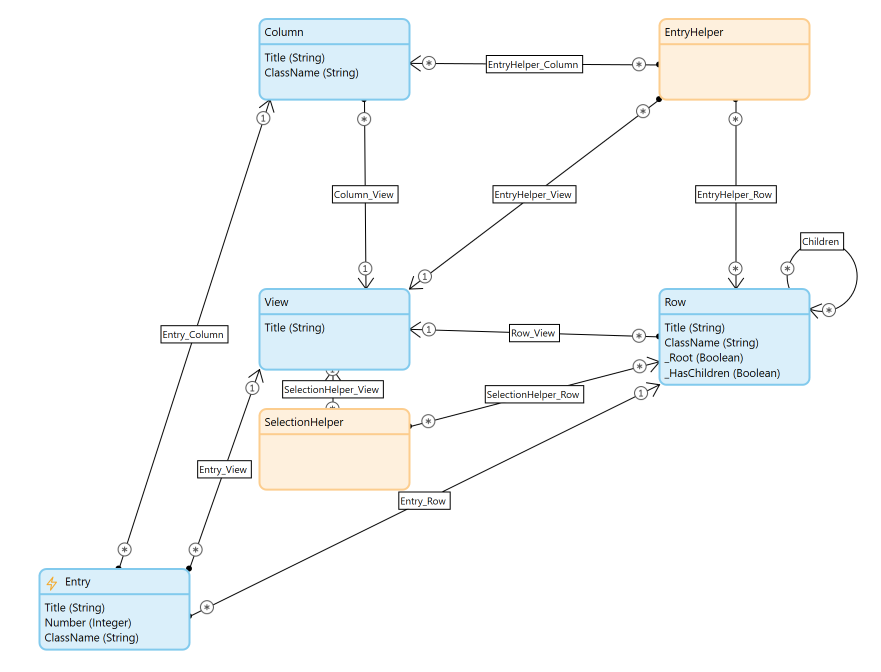 Column
Title (String)
ClassName (String)
EntryHelper
EntryHelper_Column
*
*
1
*
*
*
Column_View
EntryHelper_View
EntryHelper_Row
Children
1
1
*
*
*
View
Title (String)
Row
Title (String)
ClassName (String)
_Root (Boolean)
_HasChildren (Boolean)
Entry_Column
1
Row_View
*
1
SelectionHelper_View
*
SelectionHelper_Row
*
1
1
*
SelectionHelper
*
Entry_View
Entry_Row
*
*
Entry
Title (String)
Number (Integer)
ClassName (String)
*